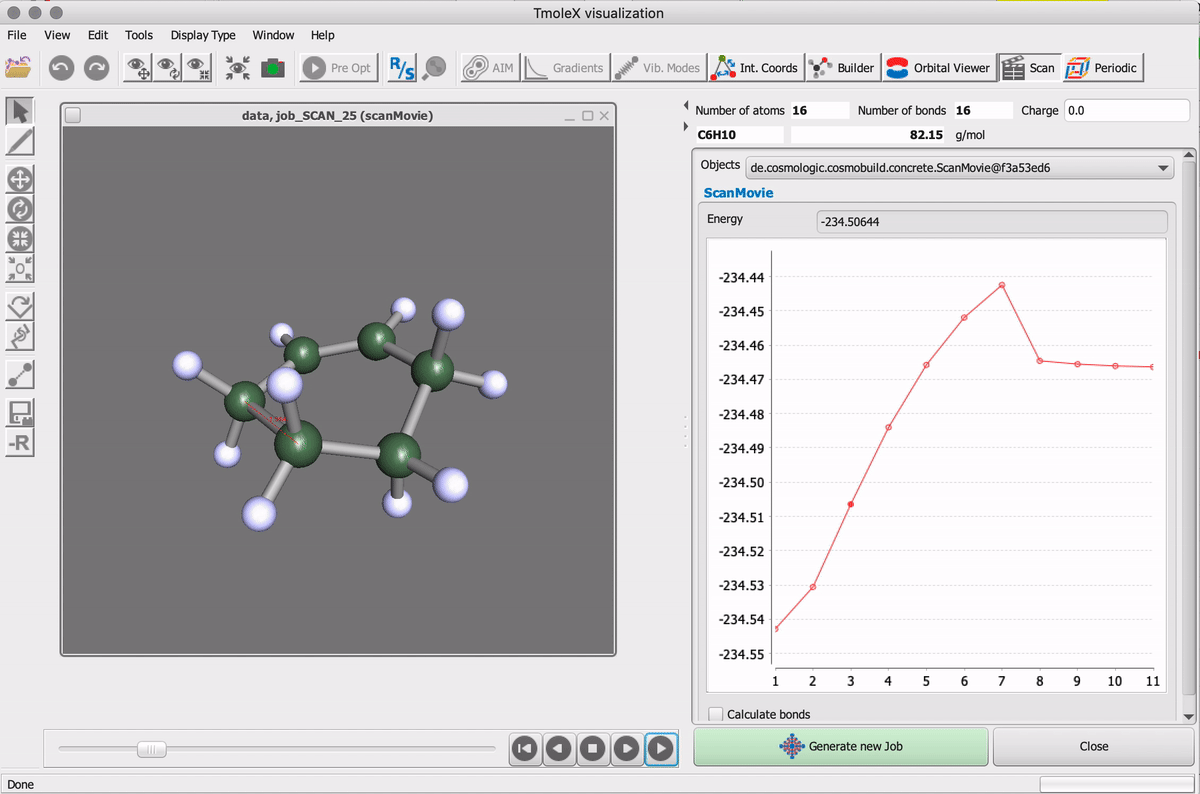 TmoleX visualization
File View Edit Tools Display Type Window Help
Pre Opt R/S AIM Gradients Vib. Modes Int. Coords Builder Orbital Viewer Scan Periodic
data, job_SCAN_25 (scanMovie)
Number of atoms 16 Number of bonds 16 Charge 0.0
C6H10 82.15 g/mol
Objects de.cosmologic.cosmobuild.concrete.ScanMovie@f3a53ed6
ScanMovie
Energy -234.50644
-234.44
-234.45
-234.46
-234.47
-234.48
-234.49
-234.50
-234.51
-234.52
-234.53
-234.54
-234.55
1 2 3 4 5 6 7 8 9 10 11
-R
Calculate bonds
Generate new Job Close
Done